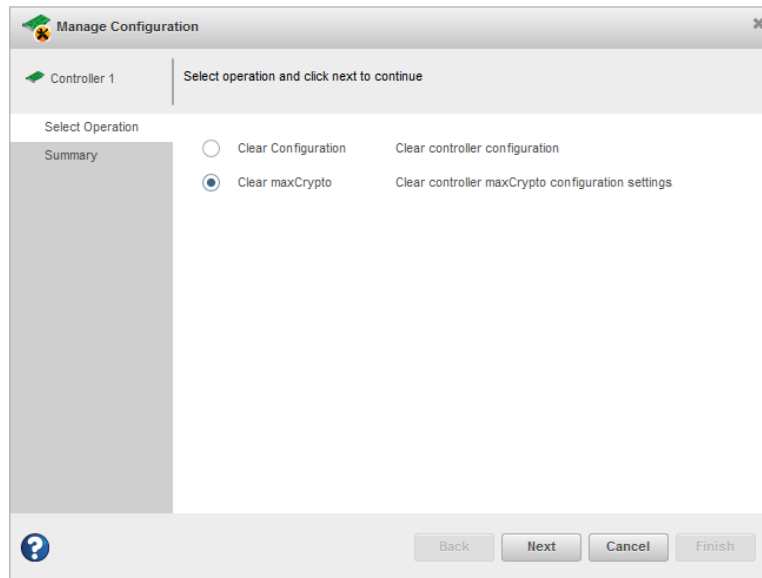 Manage Configuration
Controller 1
Select operation and click next to continue
Select Operation
Summary
Clear Configuration Clear controller configuration
Clear maxCrypto Clear controller maxCrypto configuration settings
? Back Next Cancel Finish